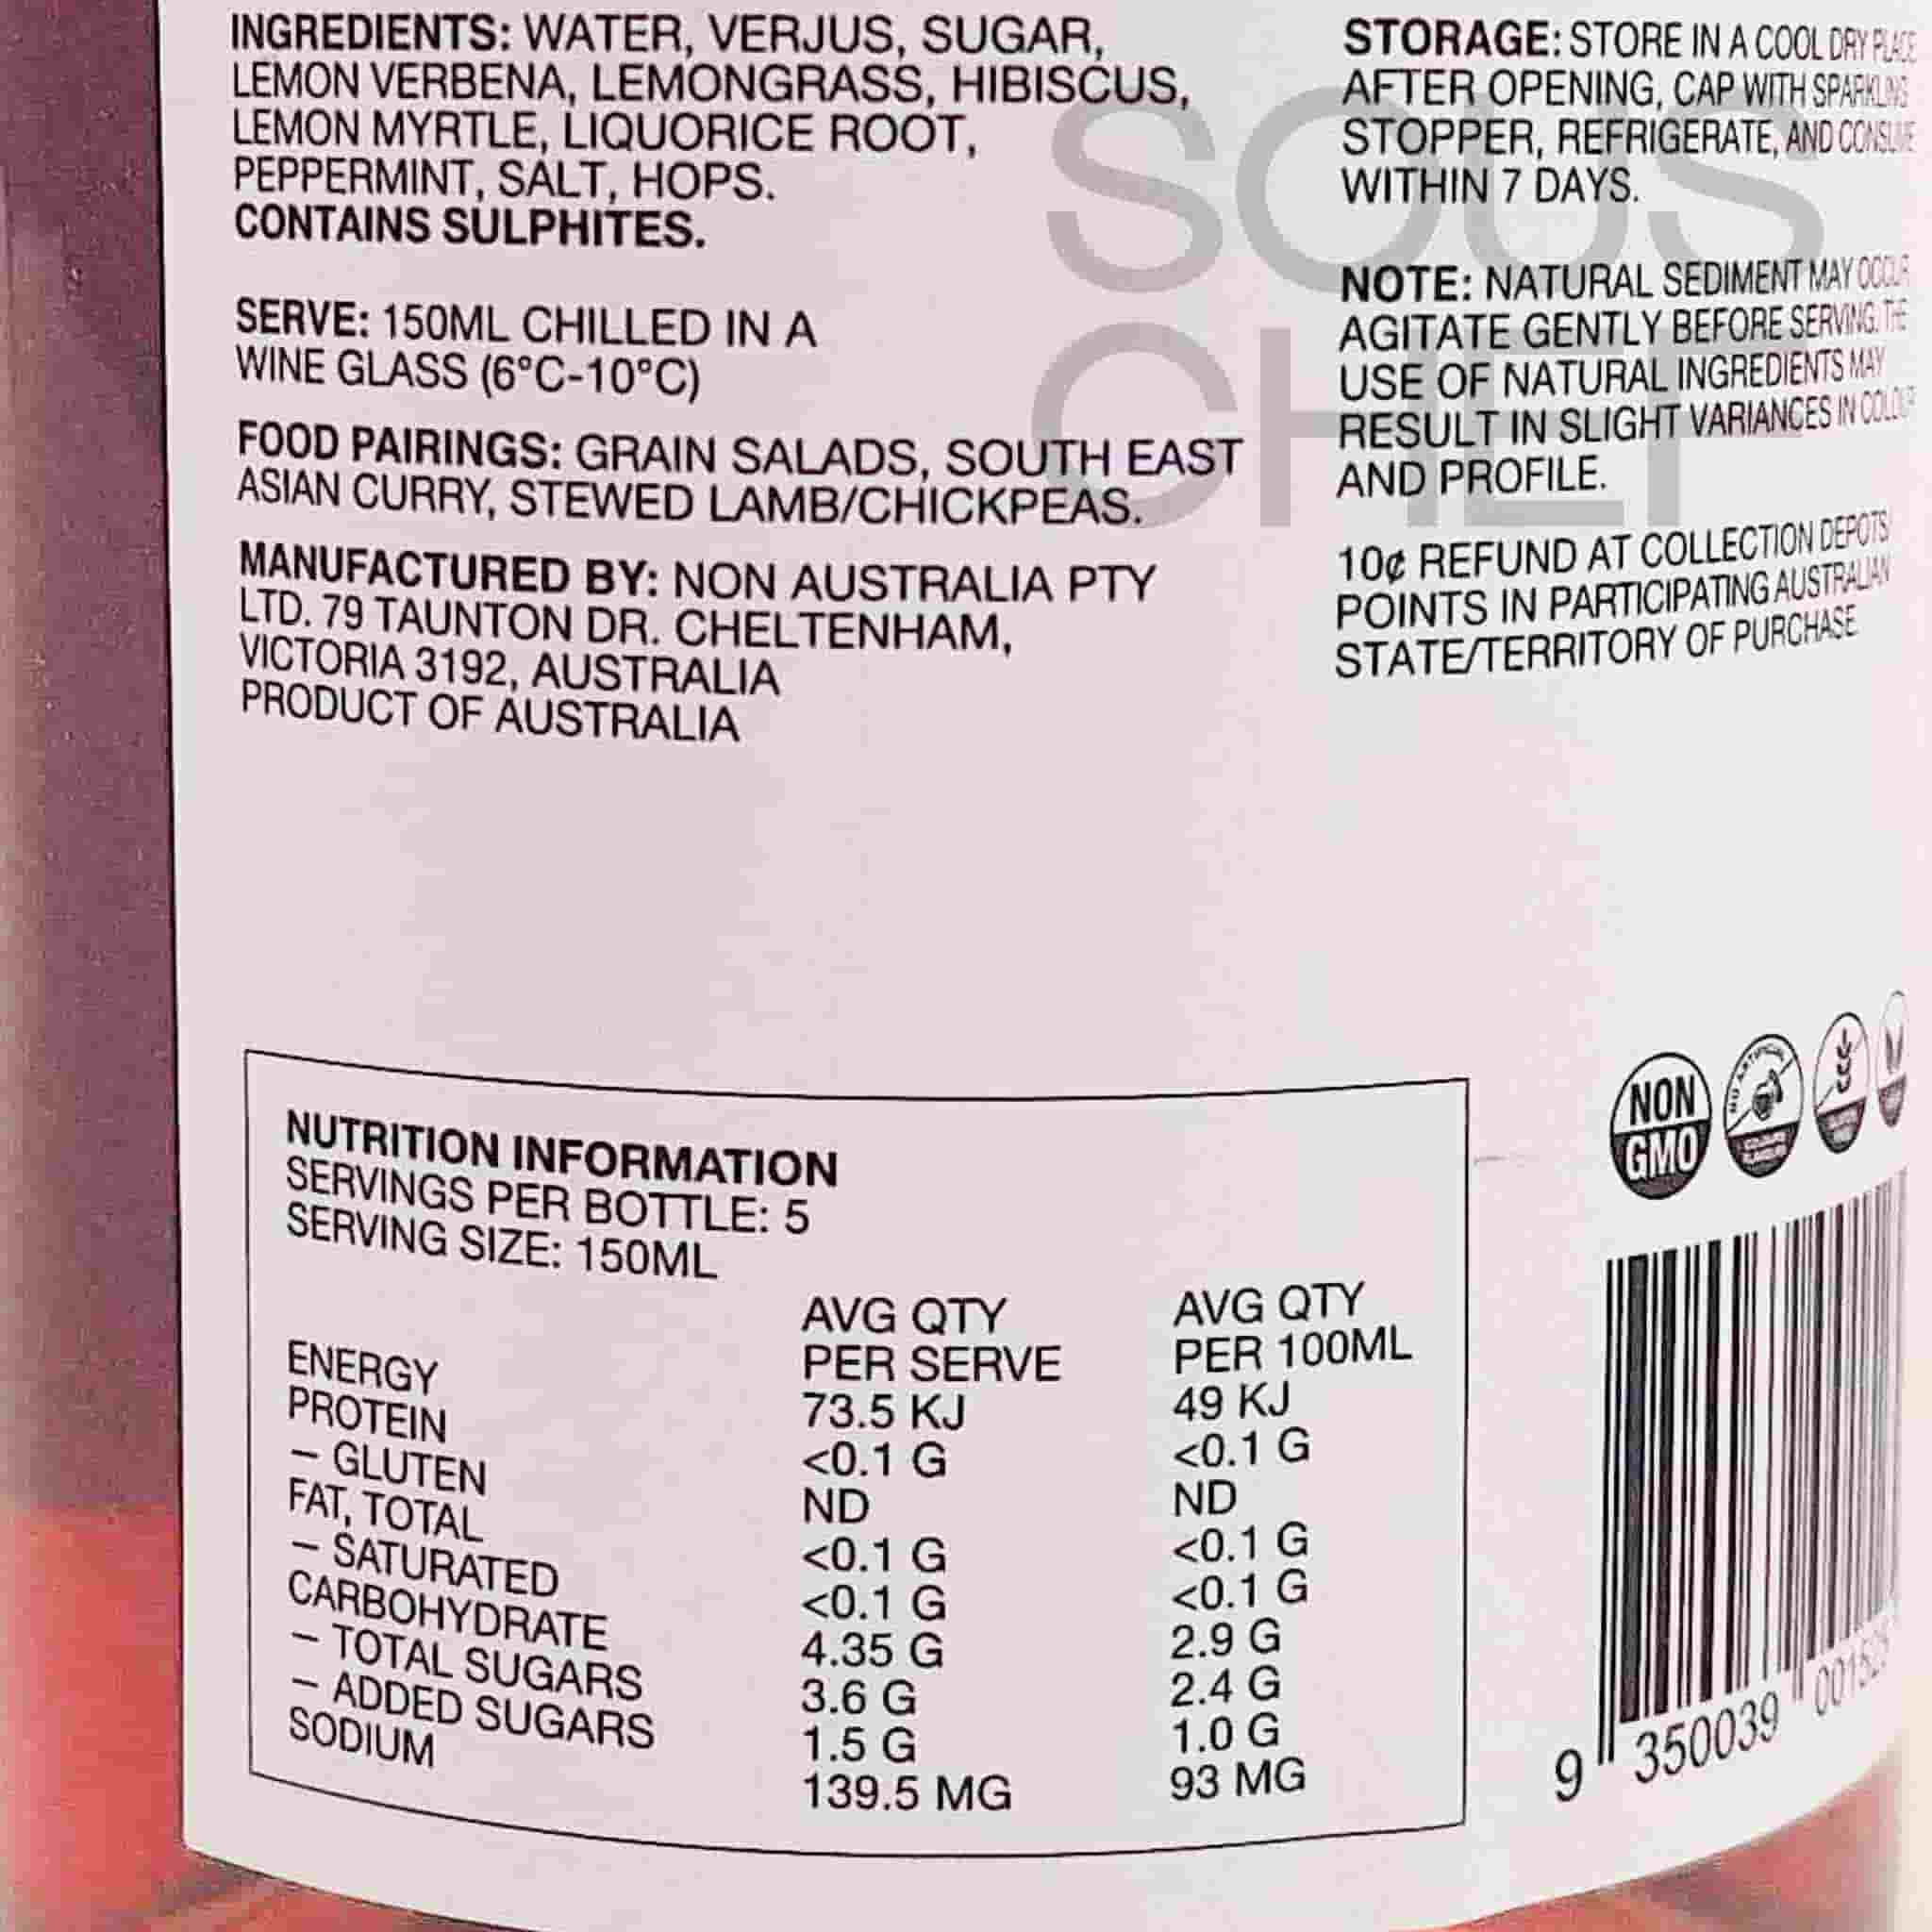 INGREDIENTS: WATER, VERJUS, SUGAR,
LEMON VERBENA, LEMONGRASS, HIBISCUS,
LEMON MYRTLE, LIQUORICE ROOT,
PEPPERMINT, SALT, HOPS.
CONTAINS SULPHITES.
SERVE: 150ML CHILLED IN A
WINE GLASS (6°C-10°C)
FOOD PAIRINGS: GRAIN SALADS, SOUTH EAST
ASIAN CURRY, STEWED LAMB/CHICKPEAS.
MANUFACTURED BY: NON AUSTRALIA PTY
LTD. 79 TAUNTON DR. CHELTENHAM,
VICTORIA 3192, AUSTRALIA
PRODUCT OF AUSTRALIA
STORAGE: STORE IN A COOL DRY PLACE
AFTER OPENING, CAP WITH SPARKLING
STOPPER, REFRIGERATE, AND CONSUME
WITHIN 7 DAYS.
NOTE: NATURAL SEDIMENT MAY OCCUR
AGITATE GENTLY BEFORE SERVING. THE
USE OF NATURAL INGREDIENTS MAY
RESULT IN SLIGHT VARIANCES IN COLOUR
AND PROFILE.
10¢ REFUND AT COLLECTION DEPOTS/
POINTS IN PARTICIPATING AUSTRALIAN
STATE/TERRITORY OF PURCHASE
SOUS
CHEF
NON
GMO
NO ARTIFICIAL
NUTRITION INFORMATION
SERVINGS PER BOTTLE: 5
SERVING SIZE: 150ML
AVG QTY PER SERVE AVG QTY PER 100ML
ENERGY 73.5 KJ 49 KJ
PROTEIN <0.1 G <0.1 G
– GLUTEN ND ND
FAT, TOTAL <0.1 G <0.1 G
– SATURATED <0.1 G <0.1 G
CARBOHYDRATE 4.35 G 2.9 G
– TOTAL SUGARS 3.6 G 2.4 G
– ADDED SUGARS 1.5 G 1.0 G
SODIUM 139.5 MG 93 MG
9 350039